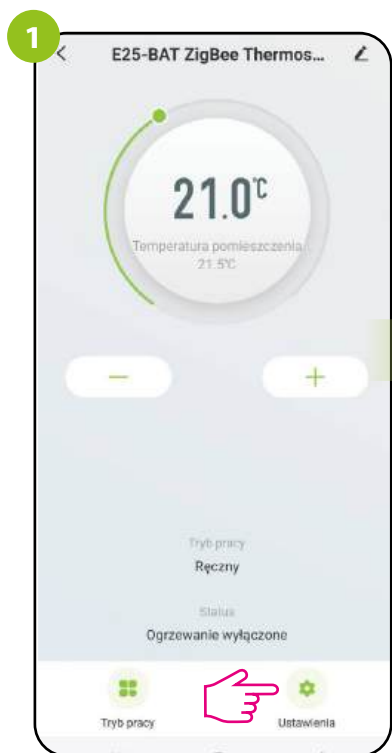 1
E25-BAT ZigBee Thermos...
21.0°C
Temperatura pomieszczenia
21.5°C
Tryb pracy
Ręczny
Status
Ogrzewanie wyłączone
Tryb pracy
Ustawienia